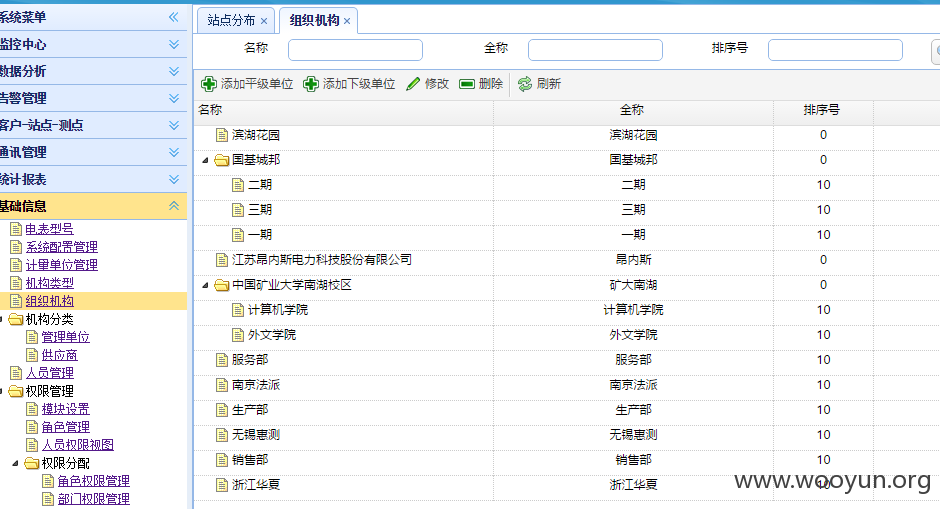 系统菜单
监控中心
数据分析
告警管理
客户-站点-测点
通讯管理
统计报表
基础信息
电表型号
系统配置管理
计量单位管理
机构类型
组织机构
机构分类
管理单位
供应商
人员管理
权限管理
模块设置
角色管理
人员权限视图
权限分配
角色权限管理
部门权限管理
站点分布 × 组织机构 ×
名称 全称 排序号
添加平级单位 添加下级单位 修改 删除 刷新
名称 全称 排序号
滨湖花园 滨湖花园 0
国基城邦 国基城邦 0
二期 二期 10
三期 三期 10
一期 一期 10
江苏昂内斯电力科技股份有限公司 昂内斯 0
中国矿业大学南湖校区 矿大南湖 0
计算机学院 计算机学院 10
外文学院 外文学院 10
服务部 服务部 10
南京法派 南京法派 10
生产部 生产部 10
无锡惠测 无锡惠测 10
销售部 销售部 10
浙江华夏 浙江华夏 10
www.wooyun.org